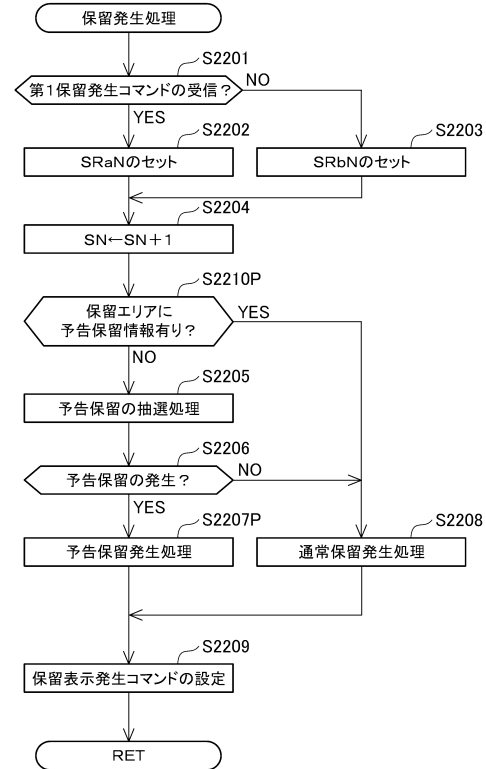 保留発生処理
S2201
第1保留発生コマンドの受信？
NO
YES
S2202
SRaNのセット
S2203
SRbNのセット
S2204
SN←SN＋1
S2210P
保留エリアに
予告保留情報有り？
YES
NO
S2205
予告保留の抽選処理
S2206
予告保留の発生？
NO
YES
S2207P
予告保留発生処理
S2208
通常保留発生処理
S2209
保留表示発生コマンドの設定
RET